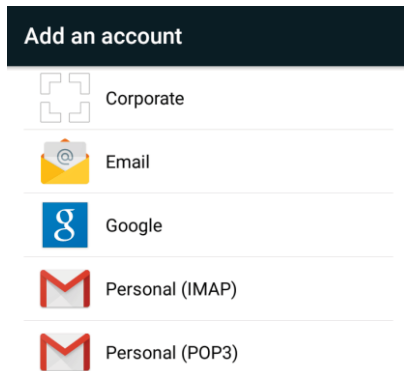 Add an account
Corporate
@
Email
g
Google
Personal (IMAP)
Personal (POP3)